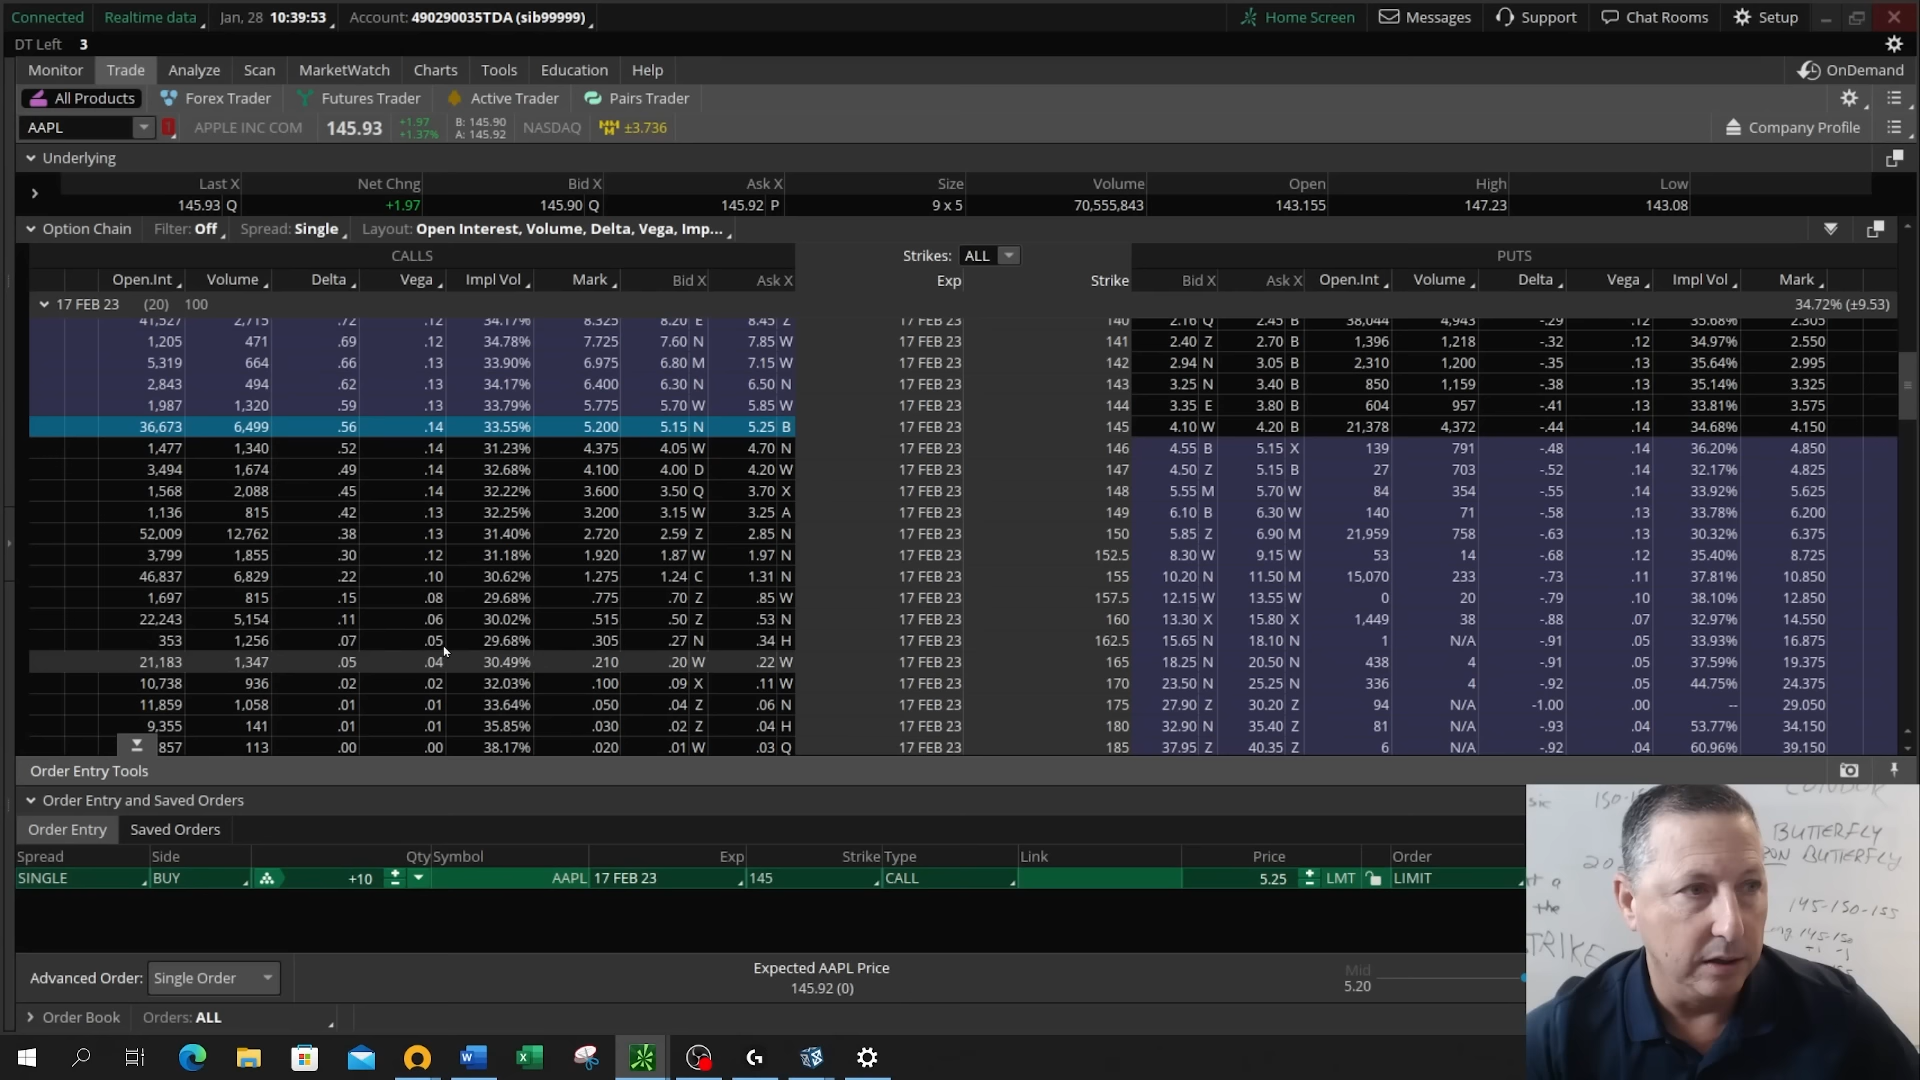 Connected Realtime data Jan, 28 10:39:53 Account: 490290035TDA (sib99999) Home Screen Messages Support Chat Rooms Setup
DT Left 3
Monitor Trade Analyze Scan MarketWatch Charts Tools Education Help OnDemand
All Products Forex Trader Futures Trader Active Trader Pairs Trader
AAPL APPLE INC COM 145.93 +1.97 +1.37% B: 145.90 A: 145.92 NASDAQ ±3.736 Company Profile
Underlying
Last X Net Chng Bid X Ask X Size Volume Open High Low
145.93 Q +1.97 145.90 Q 145.92 P 9 x 5 70,555,843 143.155 147.23 143.08
Option Chain Filter: Off Spread: Single Layout: Open Interest, Volume, Delta, Vega, Imp...
CALLS Strikes: ALL PUTS
Open.Int Volume Delta Vega Impl Vol Mark Bid X Ask X Exp Strike Bid X Ask X Open.Int Volume Delta Vega Impl Vol Mark
17 FEB 23 (20) 100 34.72% (±9.53)
41,527 2,715 .72 .12 34.17% 8.325 8.20 E 8.45 Z 17 FEB 23 140 2.16 Q 2.45 B 38,044 4,943 -.29 .12 35.68% 2.305
1,205 471 .69 .12 34.78% 7.725 7.60 N 7.85 W 17 FEB 23 141 2.40 Z 2.70 B 1,396 1,218 -.32 .12 34.97% 2.550
5,319 664 .66 .13 33.90% 6.975 6.80 M 7.15 W 17 FEB 23 142 2.94 N 3.05 B 2,310 1,200 -.35 .13 35.64% 2.995
2,843 494 .62 .13 34.17% 6.400 6.30 N 6.50 N 17 FEB 23 143 3.25 N 3.40 B 850 1,159 -.38 .13 35.14% 3.325
1,987 1,320 .59 .13 33.79% 5.775 5.70 W 5.85 W 17 FEB 23 144 3.35 E 3.80 B 604 957 -.41 .13 33.81% 3.575
36,673 6,499 .56 .14 33.55% 5.200 5.15 N 5.25 B 17 FEB 23 145 4.10 W 4.20 B 21,378 4,372 -.44 .14 34.68% 4.150
1,477 1,340 .52 .14 31.23% 4.375 4.05 W 4.70 N 17 FEB 23 146 4.55 B 5.15 X 139 791 -.48 .14 36.20% 4.850
3,494 1,674 .49 .14 32.68% 4.100 4.00 D 4.20 W 17 FEB 23 147 4.50 Z 5.15 B 27 703 -.52 .14 32.17% 4.825
1,568 2,088 .45 .14 32.22% 3.600 3.50 Q 3.70 X 17 FEB 23 148 5.55 M 5.70 W 84 354 -.55 .14 33.92% 5.625
1,136 815 .42 .13 32.25% 3.200 3.15 W 3.25 A 17 FEB 23 149 6.10 B 6.30 W 140 71 -.58 .13 33.78% 6.200
52,009 12,762 .38 .13 31.40% 2.720 2.59 Z 2.85 N 17 FEB 23 150 5.85 Z 6.90 M 21,959 758 -.63 .13 30.32% 6.375
3,799 1,855 .30 .12 31.18% 1.920 1.87 W 1.97 N 17 FEB 23 152.5 8.30 W 9.15 W 53 14 -.68 .12 35.40% 8.725
46,837 6,829 .22 .10 30.62% 1.275 1.24 C 1.31 N 17 FEB 23 155 10.20 N 11.50 M 15,070 233 -.73 .11 37.81% 10.850
1,697 815 .15 .08 29.68% .775 .70 Z .85 W 17 FEB 23 157.5 12.15 W 13.55 W 0 20 -.79 .10 38.10% 12.850
22,243 5,154 .11 .06 30.02% .515 .50 Z .53 N 17 FEB 23 160 13.30 X 15.80 X 1,449 38 -.88 .07 32.97% 14.550
353 1,256 .07 .05 29.68% .305 .27 N .34 H 17 FEB 23 162.5 15.65 N 18.10 N 1 N/A -.91 .05 33.93% 16.875
21,183 1,347 .05 .04 30.49% .210 .20 W .22 W 17 FEB 23 165 18.25 N 20.50 N 438 4 -.91 .05 37.59% 19.375
10,738 936 .02 .02 32.03% .100 .09 X .11 W 17 FEB 23 170 23.50 N 25.25 N 336 4 -.92 .05 44.75% 24.375
11,859 1,058 .01 .01 33.64% .050 .04 Z .06 N 17 FEB 23 175 27.90 Z 30.20 Z 94 N/A -1.00 .00 -- 29.050
9,355 141 .01 .01 35.85% .030 .02 Z .04 H 17 FEB 23 180 32.90 N 35.40 Z 81 N/A -.93 .04 53.77% 34.150
857 113 .00 .00 38.17% .020 .01 W .03 Q 17 FEB 23 185 37.95 Z 40.35 Z 6 N/A -.92 .04 60.96% 39.150
Order Entry Tools
Order Entry and Saved Orders
Order Entry Saved Orders
Spread Side Qty Symbol Exp Strike Type Link Price Order
SINGLE BUY +10 AAPL 17 FEB 23 145 CALL 5.25 LMT LIMIT
Advanced Order: Single Order Expected AAPL Price Mid
145.92 (0) 5.20
Order Book Orders: ALL
CONDOR
BUTTERFLY
BUTTERFLY
145-150-155
145-150
the